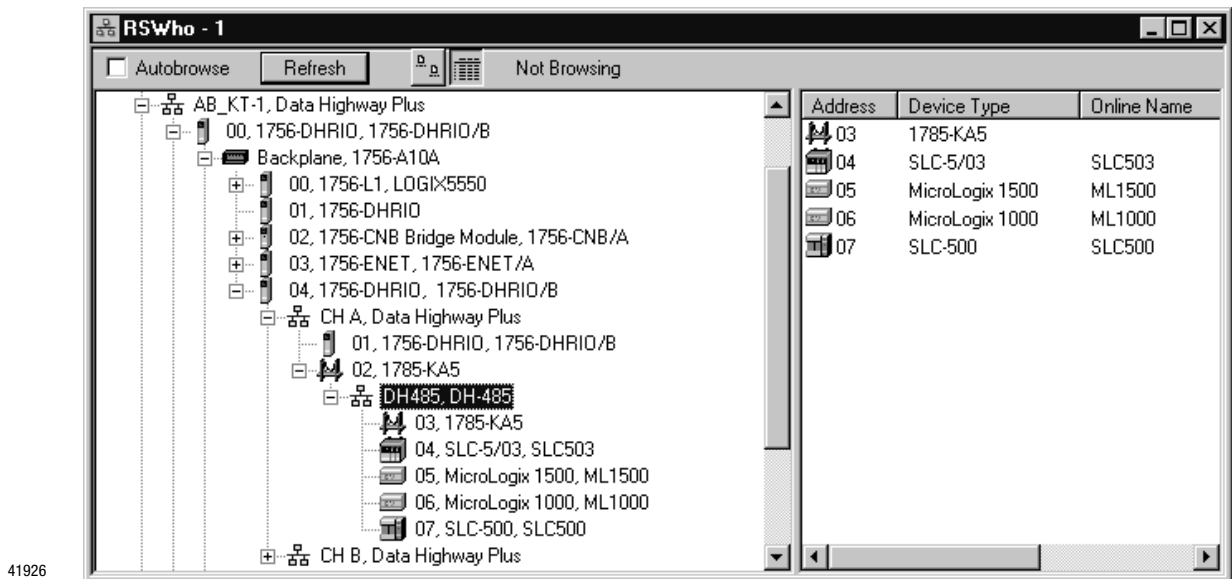 RSWho - 1
Autobrowse Refresh Not Browsing
AB_KT-1, Data Highway Plus
00, 1756-DHRIO, 1756-DHRIO/B
Backplane, 1756-A10A
00, 1756-L1, LOGIX5550
01, 1756-DHRIO
02, 1756-CNB Bridge Module, 1756-CNB/A
03, 1756-ENET, 1756-ENET/A
04, 1756-DHRIO, 1756-DHRIO/B
CH A, Data Highway Plus
01, 1756-DHRIO, 1756-DHRIO/B
02, 1785-KA5
DH485, DH-485
03, 1785-KA5
04, SLC-5/03, SLC503
05, MicroLogix 1500, ML1500
06, MicroLogix 1000, ML1000
07, SLC-500, SLC500
CH B, Data Highway Plus
Address Device Type Online Name
03 1785-KA5
04 SLC-5/03 SLC503
05 MicroLogix 1500 ML1500
06 MicroLogix 1000 ML1000
07 SLC-500 SLC500
41926